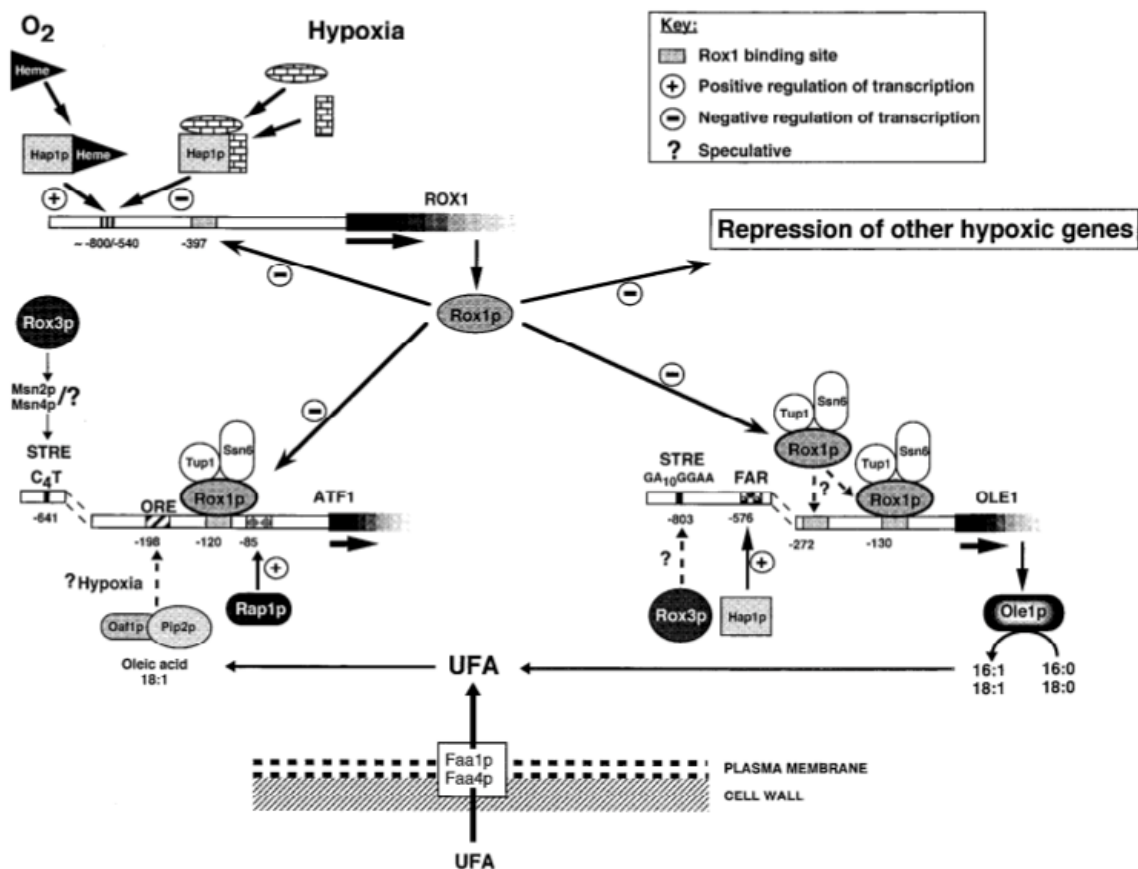 O2
Hypoxia
Heme
Hap1p
Heme
Hap1p
+
−
ROX1
~ -800/-540
-397
Key:
Rox1 binding site
+ Positive regulation of transcription
− Negative regulation of transcription
? Speculative
Repression of other hypoxic genes
−
−
Rox1p
Rox3p
Msn2p
Msn4p
/?
STRE
C4T
-641
−
−
Tup1
Ssn6
Rox1p
ORE
ATF1
-198
-120
-85
? Hypoxia
+
Rap1p
Oaf1p
Pip2p
Oleic acid
18:1
Tup1
Ssn6
Rox1p
Tup1
Ssn6
Rox1p
?
STRE
GA10GGAA
FAR
OLE1
-803
-576
-272
-130
?
+
Rox3p
Hap1p
Ole1p
16:1
18:1
16:0
18:0
UFA
Faa1p
Faa4p
PLASMA MEMBRANE
CELL WALL
UFA